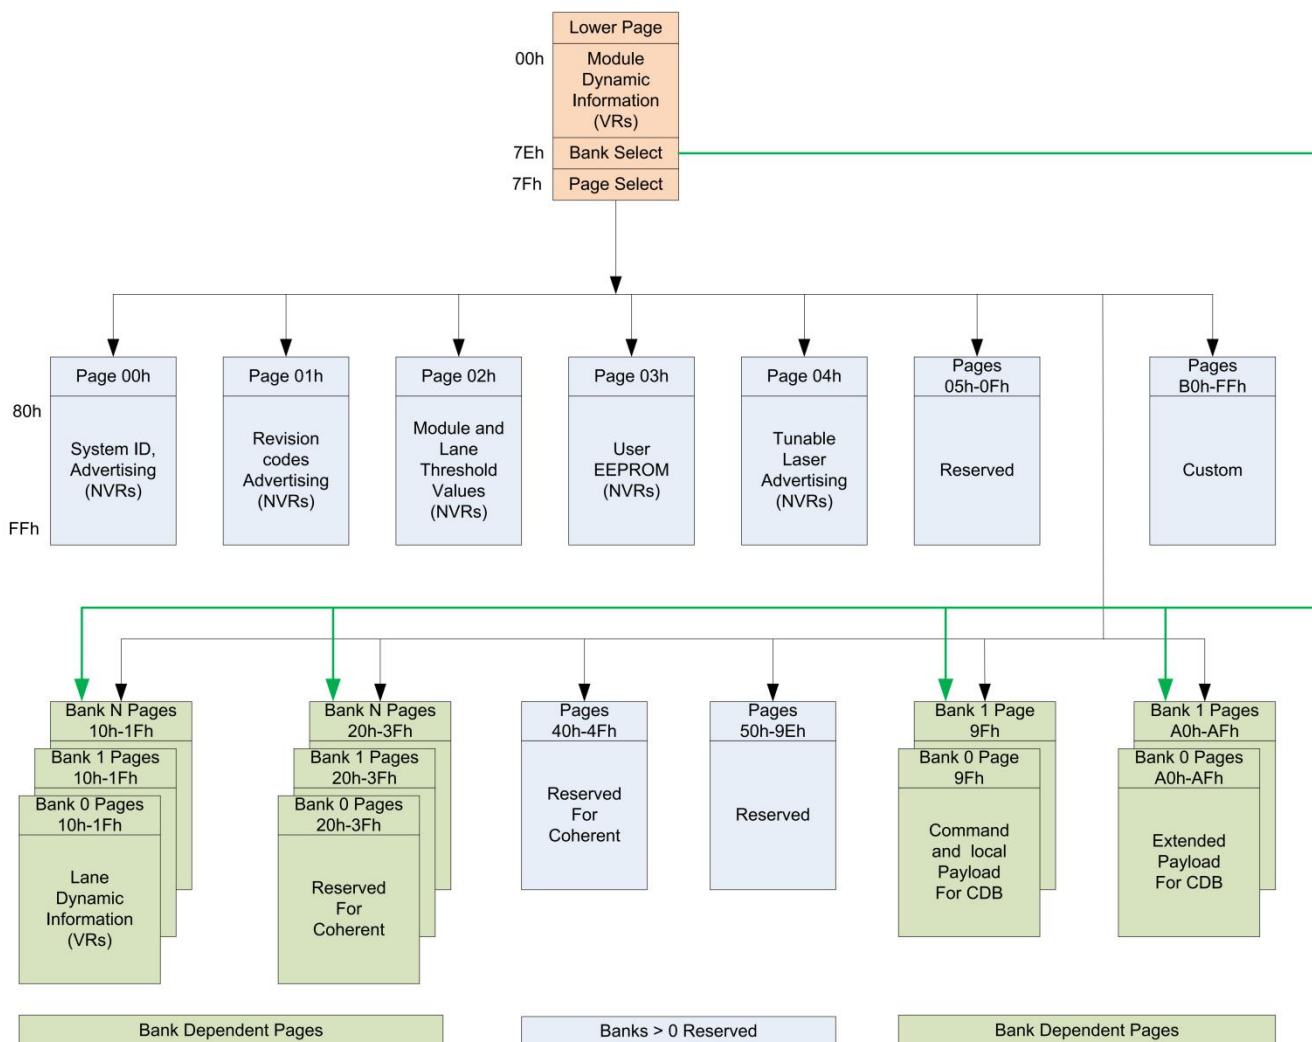 Lower Page
00h
Module
Dynamic
Information
(VRs)
7Eh
Bank Select
7Fh
Page Select
Page 00h
Page 01h
Page 02h
Page 03h
Page 04h
Pages
05h-0Fh
Pages
B0h-FFh
80h
System ID,
Advertising
(NVRs)
Revision
codes
Advertising
(NVRs)
Module and
Lane
Threshold
Values
(NVRs)
User
EEPROM
(NVRs)
Tunable
Laser
Advertising
(NVRs)
Reserved
Custom
FFh
Bank N Pages
10h-1Fh
Bank 1 Pages
10h-1Fh
Bank 0 Pages
10h-1Fh
Lane
Dynamic
Information
(VRs)
Bank N Pages
20h-3Fh
Bank 1 Pages
20h-3Fh
Bank 0 Pages
20h-3Fh
Reserved
For
Coherent
Pages
40h-4Fh
Reserved
For
Coherent
Pages
50h-9Eh
Reserved
Bank 1 Page
9Fh
Bank 0 Page
9Fh
Command
and local
Payload
For CDB
Bank 1 Pages
A0h-AFh
Bank 0 Pages
A0h-AFh
Extended
Payload
For CDB
Bank Dependent Pages
Banks > 0 Reserved
Bank Dependent Pages